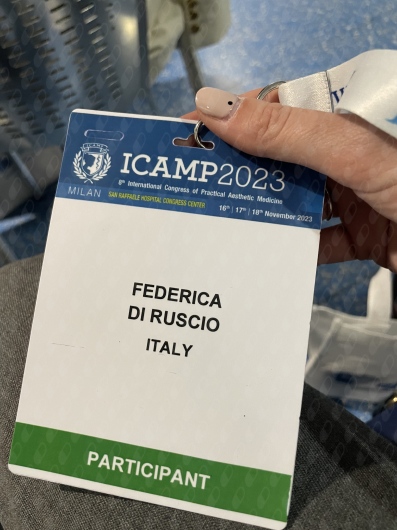 ICAMP2023
8th International Congress of Practical Aesthetic Medicine
MILAN
SAN RAFFAELE HOSPITAL CONGRESS CENTER
16th | 17th | 18th November 2023
FEDERICA
DI RUSCIO
ITALY
PARTICIPANT